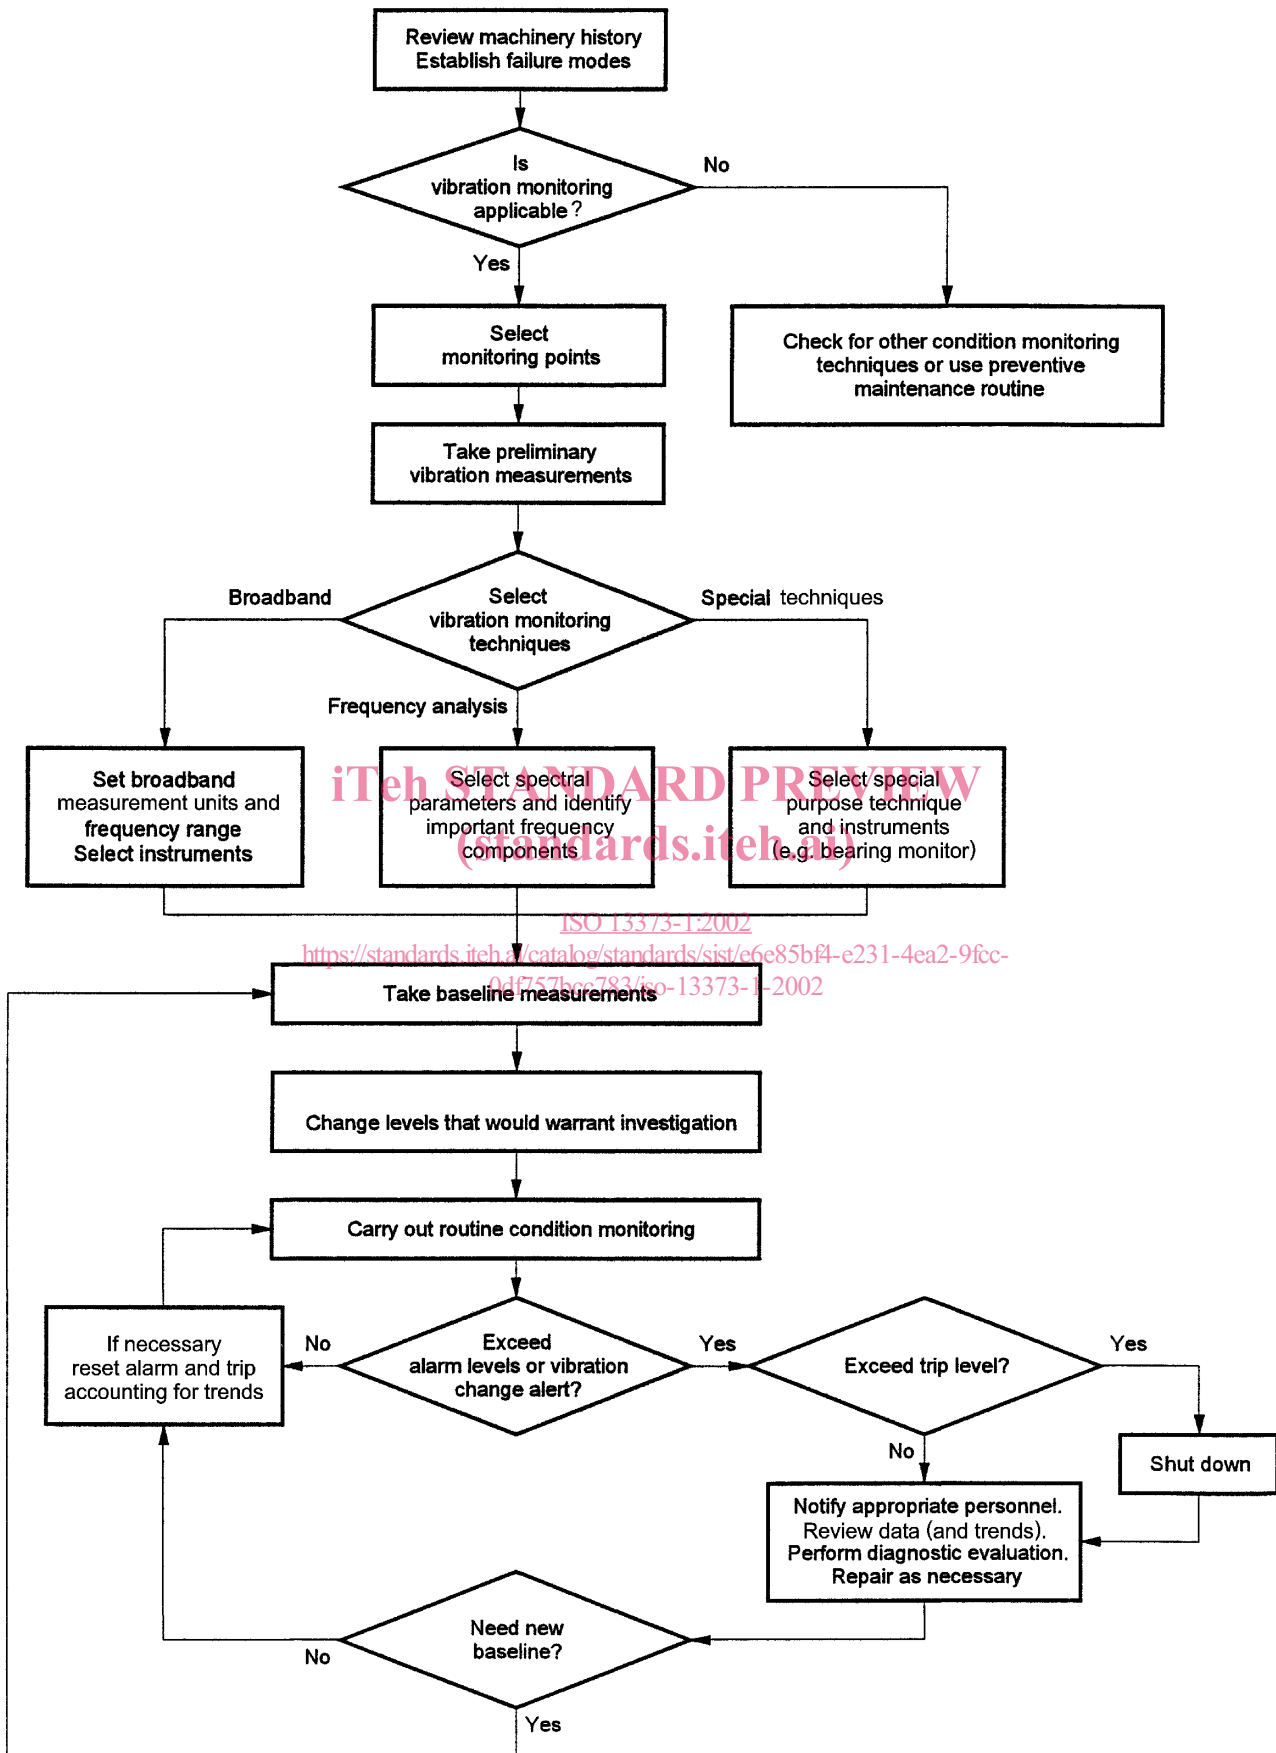 Review machinery history
Establish failure modes
Is
vibration monitoring
applicable?
No
Yes
Select
monitoring points
Check for other condition monitoring
techniques or use preventive
maintenance routine
Take preliminary
vibration measurements
Broadband
Select
vibration monitoring
techniques
Special techniques
Frequency analysis
Set broadband
measurement units and
frequency range
Select instruments
Select spectral
parameters and identify
important frequency
components
Select special
purpose technique
and instruments
(e.g. bearing monitor)
iTeh STANDARD PREVIEW
(standards.iteh.ai)
ISO 13373-1:2002
https://standards.iteh.ai/catalog/standards/sist/e6e85bf4-e231-4ea2-9fcc-
0df757bcc783/iso-13373-1-2002
Take baseline measurements
Change levels that would warrant investigation
Carry out routine condition monitoring
If necessary
reset alarm and trip
accounting for trends
No
Exceed
alarm levels or vibration
change alert?
Yes
Exceed trip level?
Yes
No
Shut down
Notify appropriate personnel.
Review data (and trends).
Perform diagnostic evaluation.
Repair as necessary
Need new
baseline?
No
Yes